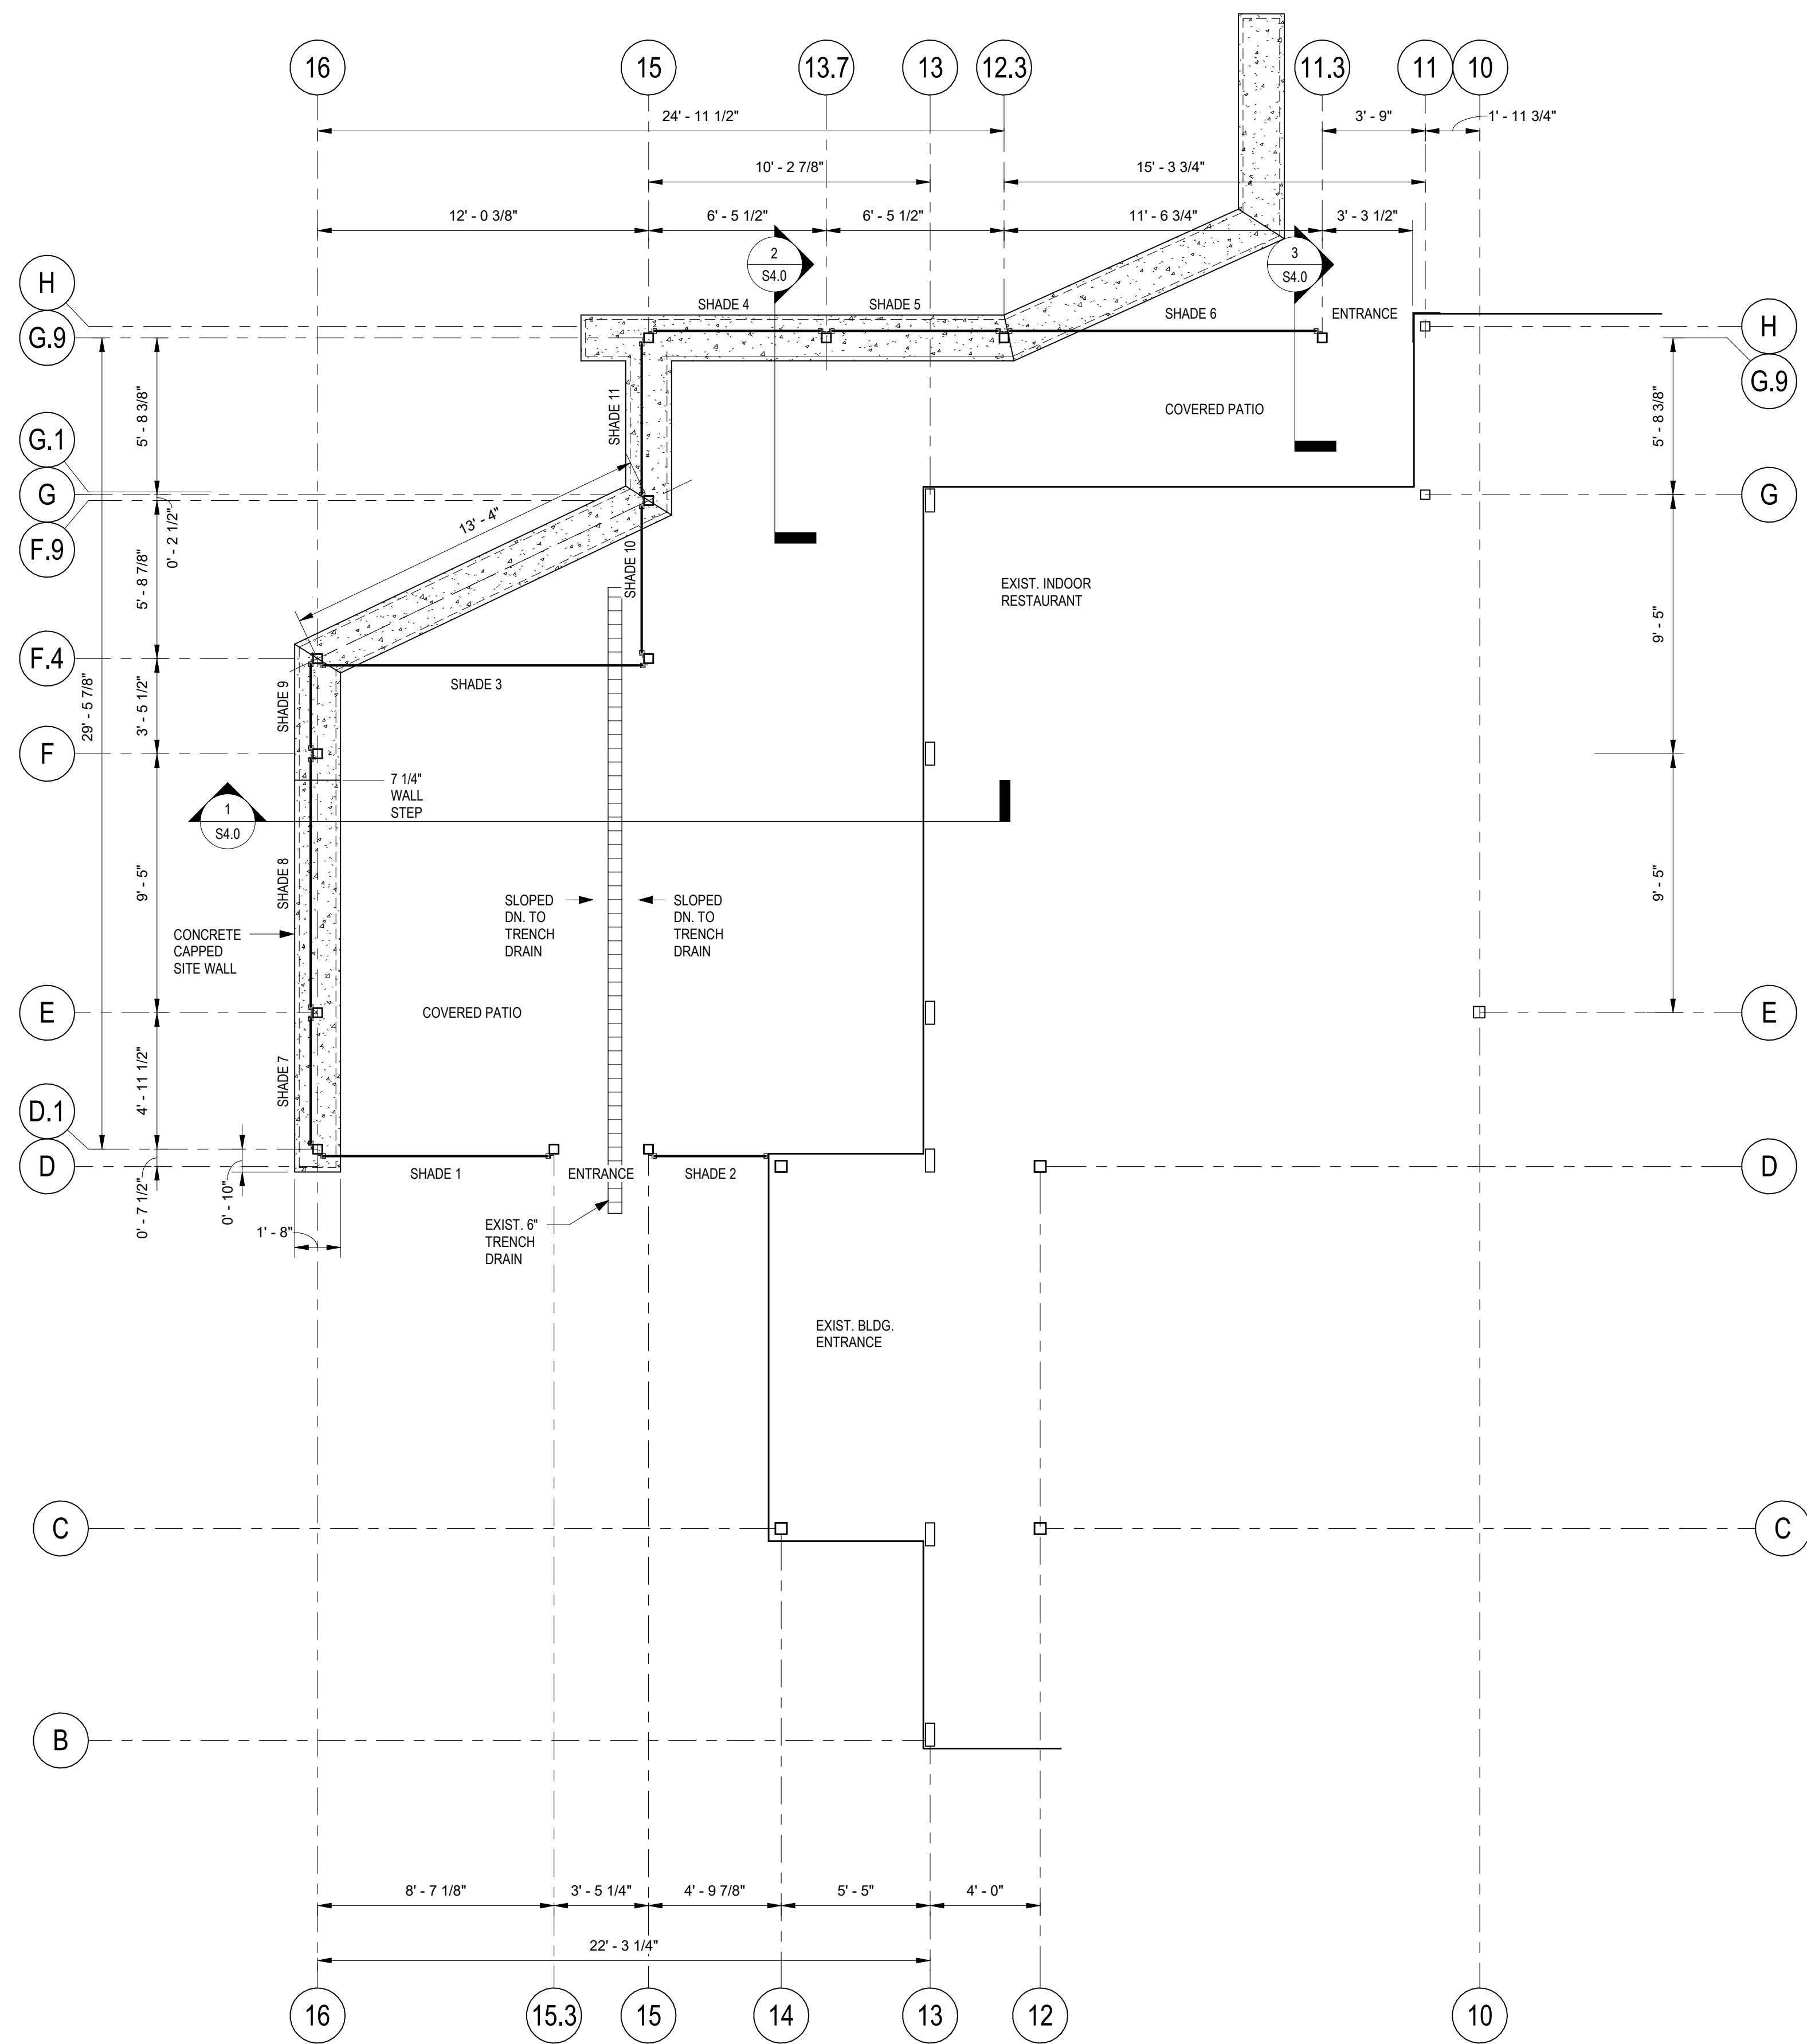 16
15
13.7
13
12.3
11.3
11
10
24' - 11 1/2"
3' - 9"
1' - 11 3/4"
10' - 2 7/8"
15' - 3 3/4"
12' - 0 3/8"
6' - 5 1/2"
6' - 5 1/2"
11' - 6 3/4"
3' - 3 1/2"
2
S4.0
3
S4.0
H
G.9
SHADE 4
SHADE 5
SHADE 6
ENTRANCE
H
G.9
5' - 8 3/8"
SHADE 11
COVERED PATIO
5' - 8 3/8"
G.1
G
F.9
0' - 2 1/2"
13' - 4"
G
5' - 8 7/8"
SHADE 10
EXIST. INDOOR
RESTAURANT
9' - 5"
F.4
29' - 5 7/8"
3' - 5 1/2"
SHADE 9
SHADE 3
F
1
S4.0
7 1/4"
WALL
STEP
9' - 5"
SHADE 8
SLOPED
DN. TO
TRENCH
DRAIN
SLOPED
DN. TO
TRENCH
DRAIN
9' - 5"
CONCRETE
CAPPED
SITE WALL
E
COVERED PATIO
E
4' - 11 1/2"
SHADE 7
D.1
D
SHADE 1
ENTRANCE
SHADE 2
D
0' - 7 1/2"
0' - 10"
1' - 8"
EXIST. 6"
TRENCH
DRAIN
EXIST. BLDG.
ENTRANCE
C
C
B
8' - 7 1/8"
3' - 5 1/4"
4' - 9 7/8"
5' - 5"
4' - 0"
22' - 3 1/4"
16
15.3
15
14
13
12
10